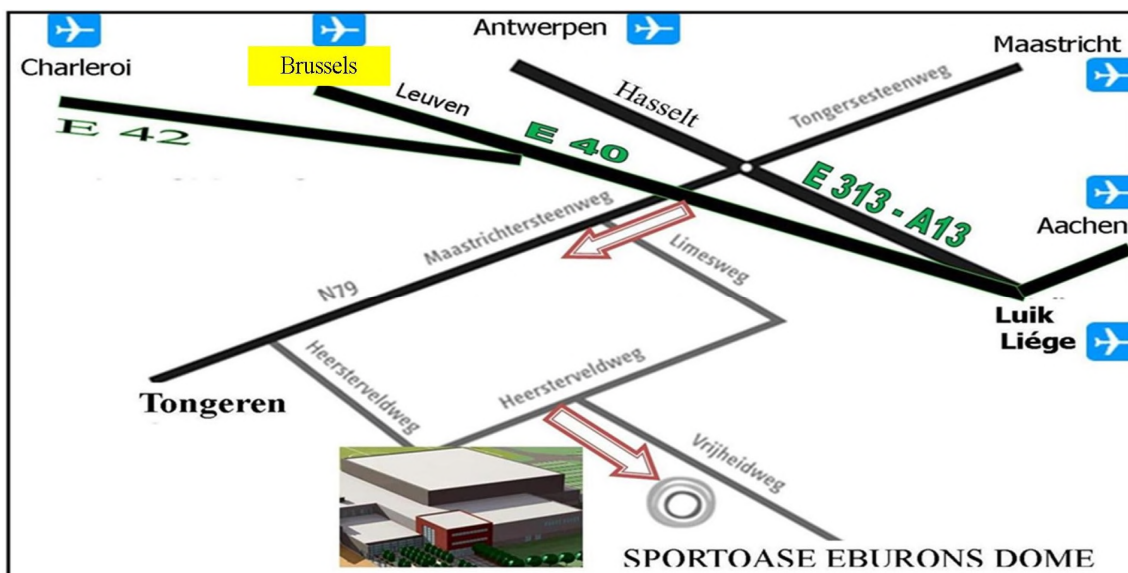 Antwerpen
Maastricht
Charleroi
Brussels
Leuven
Hasselt
Tongersesteenweg
E 42
E 40
E 313 - A13
Aachen
Maastrichtersteenweg
Limesweg
N79
Luik
Liége
Heersterveldweg
Heersterveldweg
Tongeren
Vrijheidweg
SPORTOASE EBURONS DOME